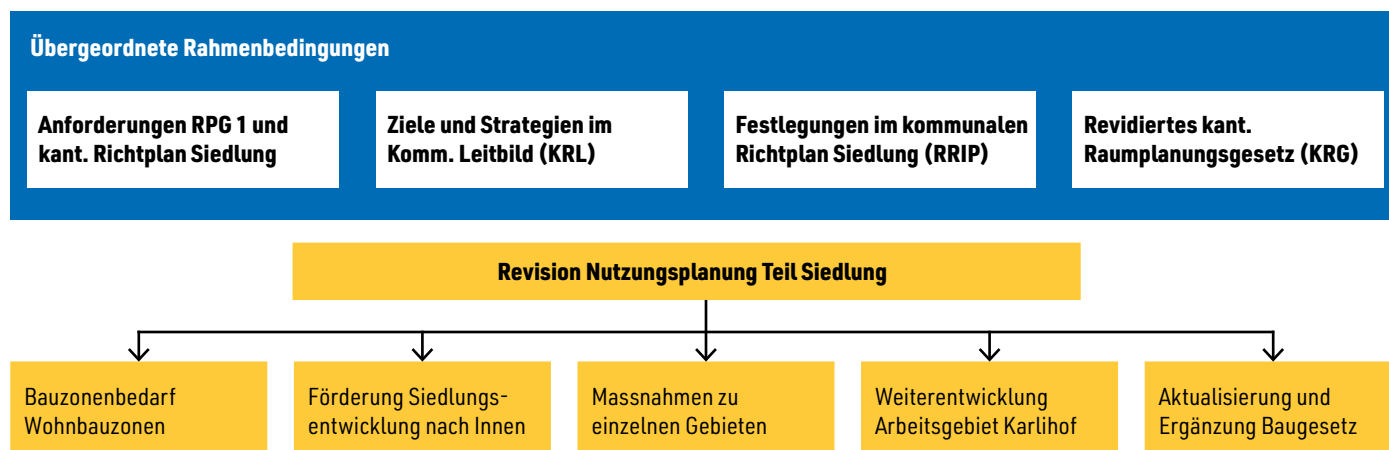 Übergeordnete Rahmenbedingungen
Anforderungen RPG 1 und
kant. Richtplan Siedlung
Ziele und Strategien im
Komm. Leitbild (KRL)
Festlegungen im kommunalen
Richtplan Siedlung (RRIP)
Revidiertes kant.
Raumplanungsgesetz (KRG)
Revision Nutzungsplanung Teil Siedlung
Bauzonenbedarf
Wohnbauzonen
Förderung Siedlungs-
entwicklung nach Innen
Massnahmen zu
einzelnen Gebieten
Weiterentwicklung
Arbeitsgebiet Karlihof
Aktualisierung und
Ergänzung Baugesetz